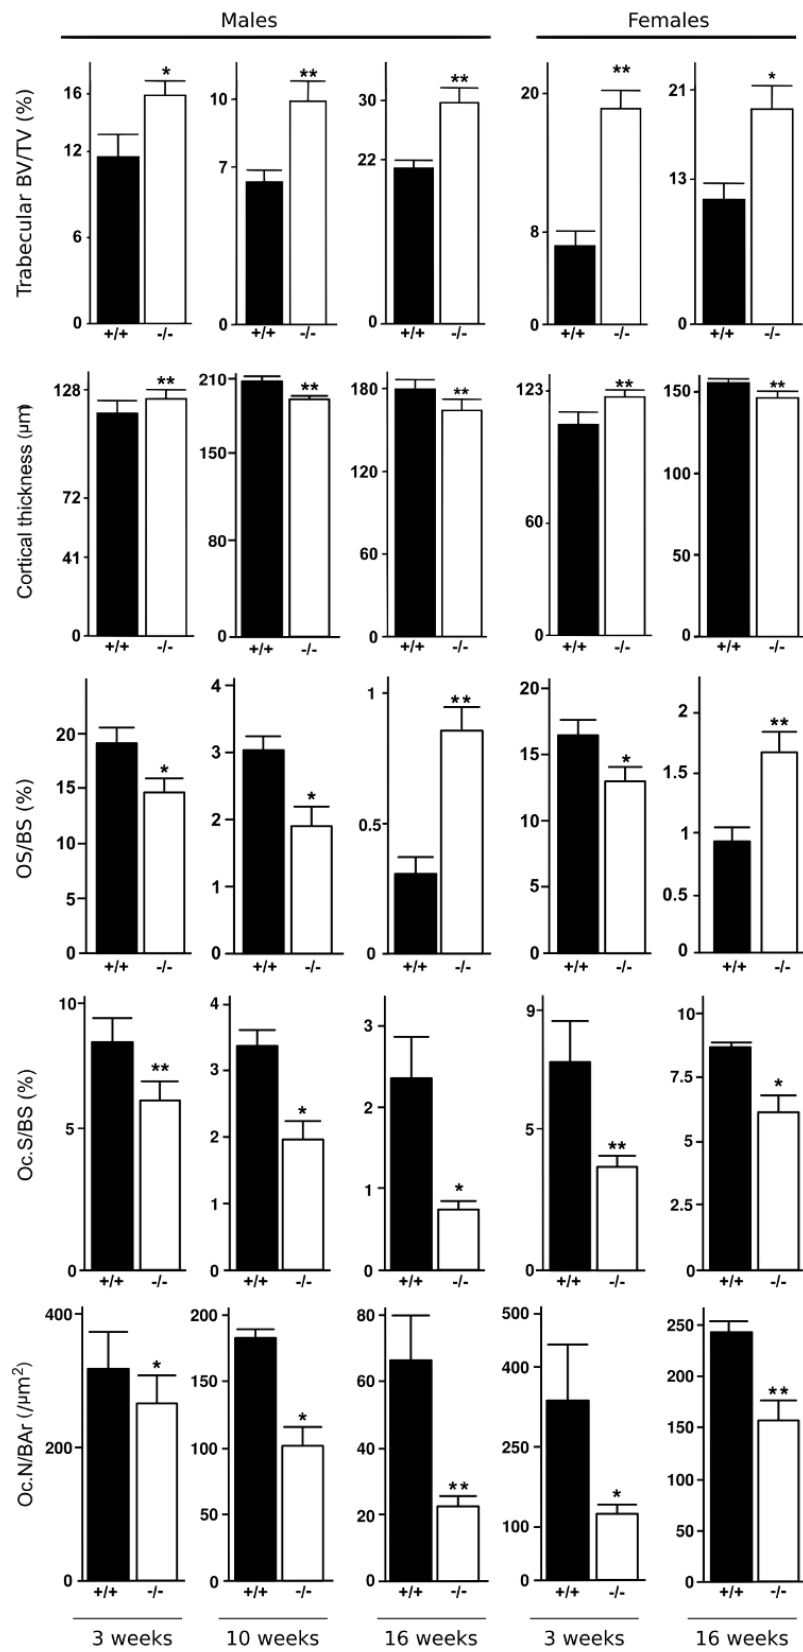 Males Females
Trabecular BV/TV (%)
16 12 6 0 * +/+ -/-
10 7 0 ** +/+ -/-
30 22 0 ** +/+ -/-
20 8 0 ** +/+ -/-
21 13 0 * +/+ -/-
Cortical thickness (µm)
128 72 41 0 ** +/+ -/-
210 150 80 0 ** +/+ -/-
180 120 60 0 ** +/+ -/-
123 60 0 ** +/+ -/-
150 100 50 0 ** +/+ -/-
OS/BS (%)
20 15 10 5 0 * +/+ -/-
4 3 2 1 0 * +/+ -/-
1 0.5 0 ** +/+ -/-
20 15 10 5 0 * +/+ -/-
2 1.5 1 0.5 0 ** +/+ -/-
Oc.S/BS (%)
10 5 0 ** +/+ -/-
4 3 2 1 0 * +/+ -/-
3 2 1 0 * +/+ -/-
9 5 0 ** +/+ -/-
10 7.5 5 2.5 0 * +/+ -/-
Oc.N/BAr (/µm²)
400 200 0 * +/+ -/-
200 150 100 50 0 * +/+ -/-
80 60 40 20 0 ** +/+ -/-
500 400 250 100 0 * +/+ -/-
250 200 150 100 50 0 ** +/+ -/-
3 weeks 10 weeks 16 weeks 3 weeks 16 weeks